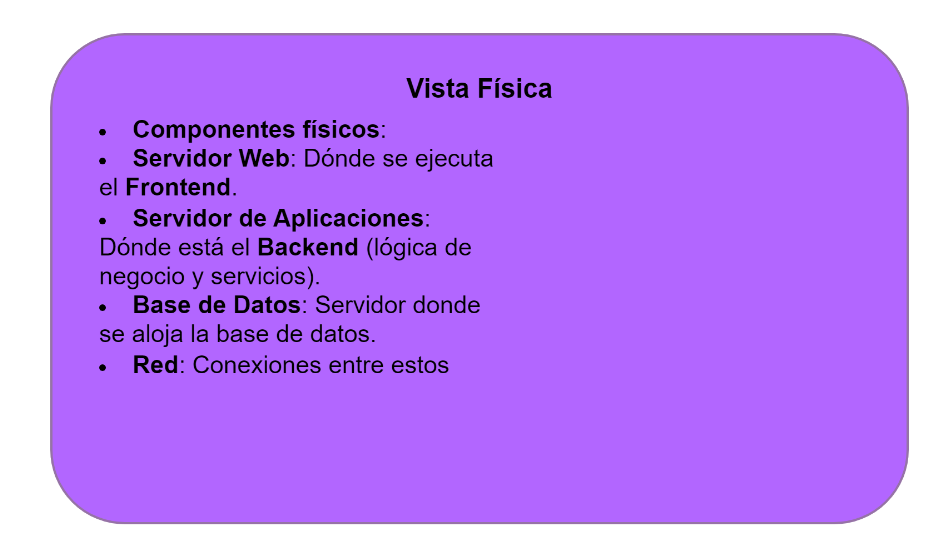 Vista Física
• Componentes físicos:
• Servidor Web: Dónde se ejecuta
el Frontend.
• Servidor de Aplicaciones:
Dónde está el Backend (lógica de
negocio y servicios).
• Base de Datos: Servidor donde
se aloja la base de datos.
• Red: Conexiones entre estos